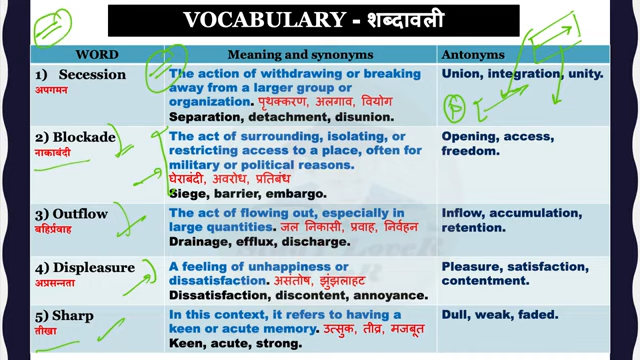 VOCABULARY - शब्दावली
WORD
Meaning and synonyms
Antonyms
1) Secession
अपगमन
The action of withdrawing or breaking
away from a larger group or
organization. पृथक्करण, अलगाव, वियोग
Separation, detachment, disunion.
Union, integration, unity.
2) Blockade
नाकाबंदी
The act of surrounding, isolating, or
restricting access to a place, often for
military or political reasons.
घेराबंदी, अवरोध, प्रतिबंध
Siege, barrier, embargo.
Opening, access,
freedom.
3) Outflow
बहिर्प्रवाह
The act of flowing out, especially in
large quantities. जल निकासी, प्रवाह, निर्वहन
Drainage, efflux, discharge.
Inflow, accumulation,
retention.
4) Displeasure
अप्रसन्नता
A feeling of unhappiness or
dissatisfaction. असंतोष, झुंझलाहट
Dissatisfaction, discontent, annoyance.
Pleasure, satisfaction,
contentment.
5) Sharp
तीखा
In this context, it refers to having a
keen or acute memory. उत्सुक, तीव्र, मजबूत
Keen, acute, strong.
Dull, weak, faded.